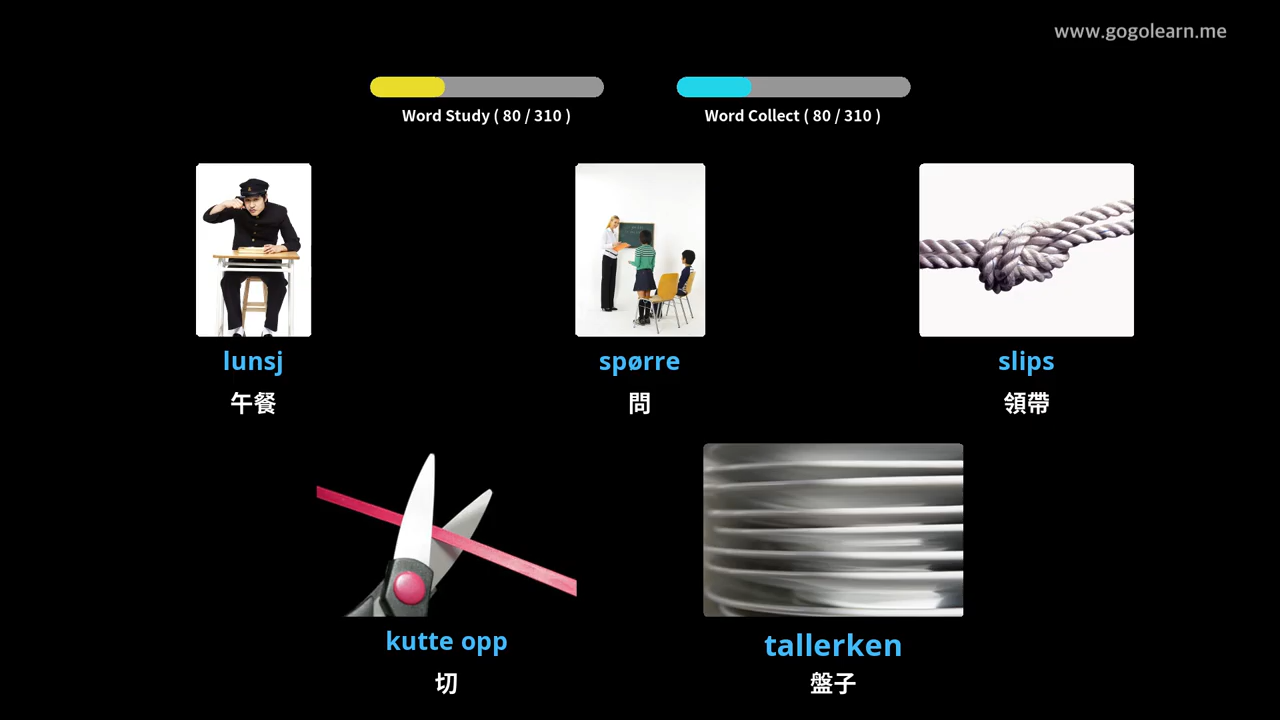 www.gogolearn.me
Word Study ( 80 / 310 )
Word Collect ( 80 / 310 )
lunsj
午餐
spørre
問
slips
領帶
kutte opp
切
tallerken
盤子